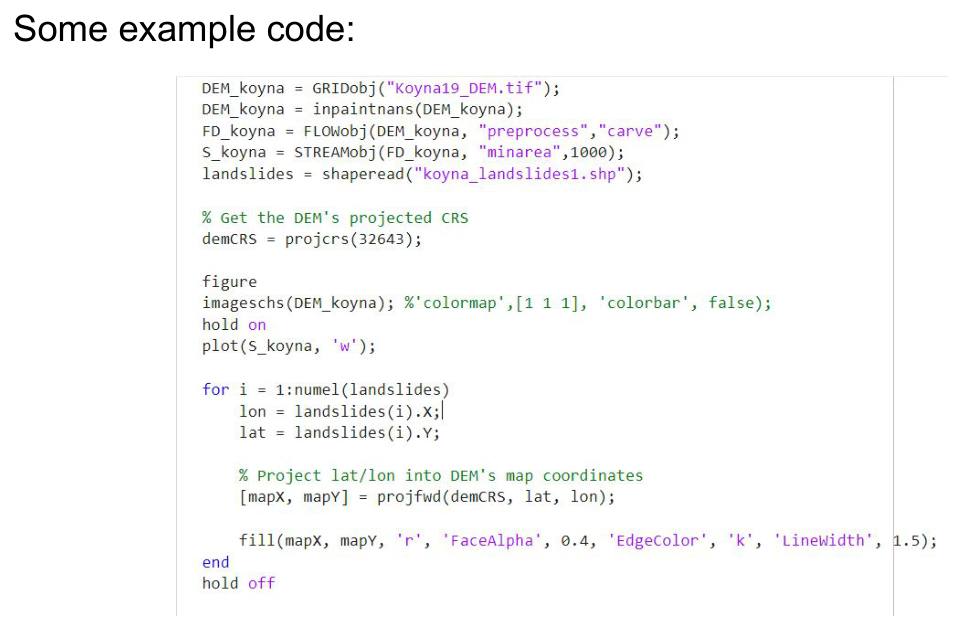 Some example code:
DEM_koyna = GRIDobj("Koyna19_DEM.tif");
DEM_koyna = inpaintnans(DEM_koyna);
FD_koyna = FLOWobj(DEM_koyna, "preprocess","carve");
S_koyna = STREAMobj(FD_koyna, "minarea",1000);
landslides = shaperead("koyna_landslides1.shp");
% Get the DEM's projected CRS
demCRS = projcrs(32643);
figure
imageschs(DEM_koyna); %'colormap',[1 1 1], 'colorbar', false);
hold on
plot(S_koyna, 'w');
for i = 1:numel(landslides)
lon = landslides(i).X;
lat = landslides(i).Y;
% Project lat/lon into DEM's map coordinates
[mapX, mapY] = projfwd(demCRS, lat, lon);
fill(mapX, mapY, 'r', 'FaceAlpha', 0.4, 'EdgeColor', 'k', 'LineWidth', 1.5);
end
hold off